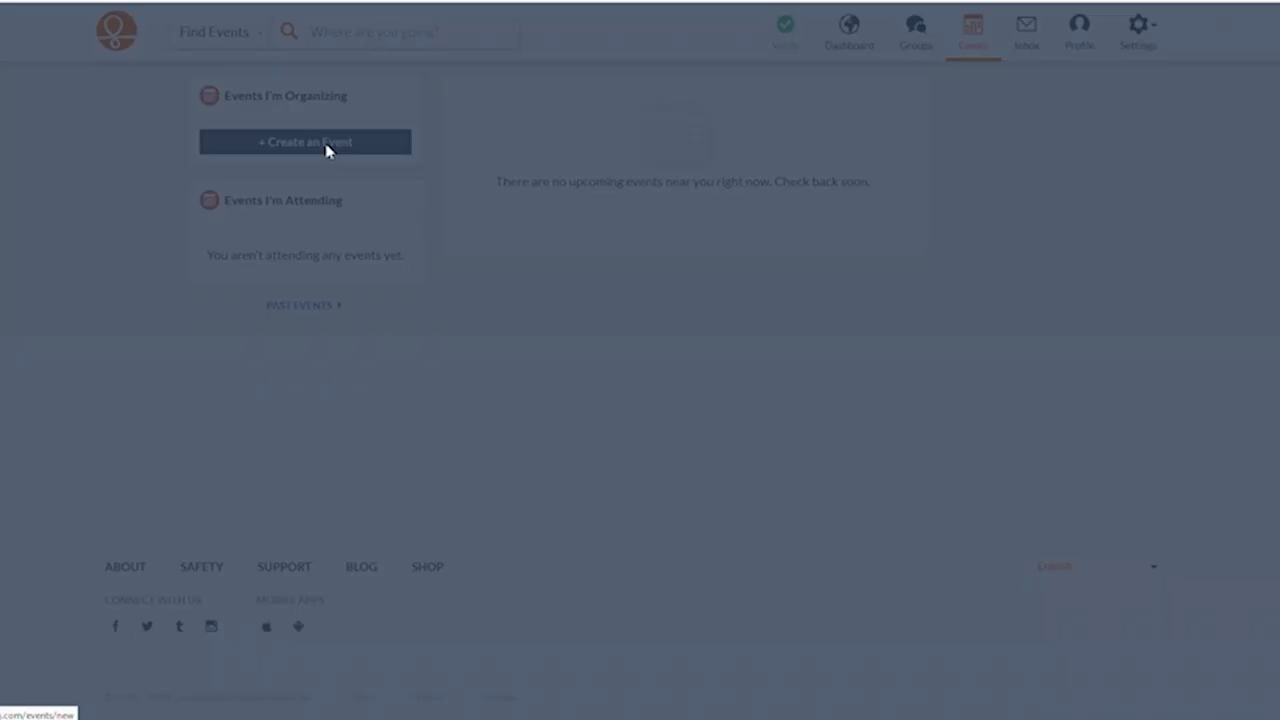 Find Events
Where are you going?
Verify
Dashboard
Groups
Events
Inbox
Profile
Settings
Events I'm Organizing
+ Create an Event
There are no upcoming events near you right now. Check back soon.
Events I'm Attending
You aren't attending any events yet.
PAST EVENTS
ABOUT
SAFETY
SUPPORT
BLOG
SHOP
English
CONNECT WITH US
MOBILE APPS
.com/events/new